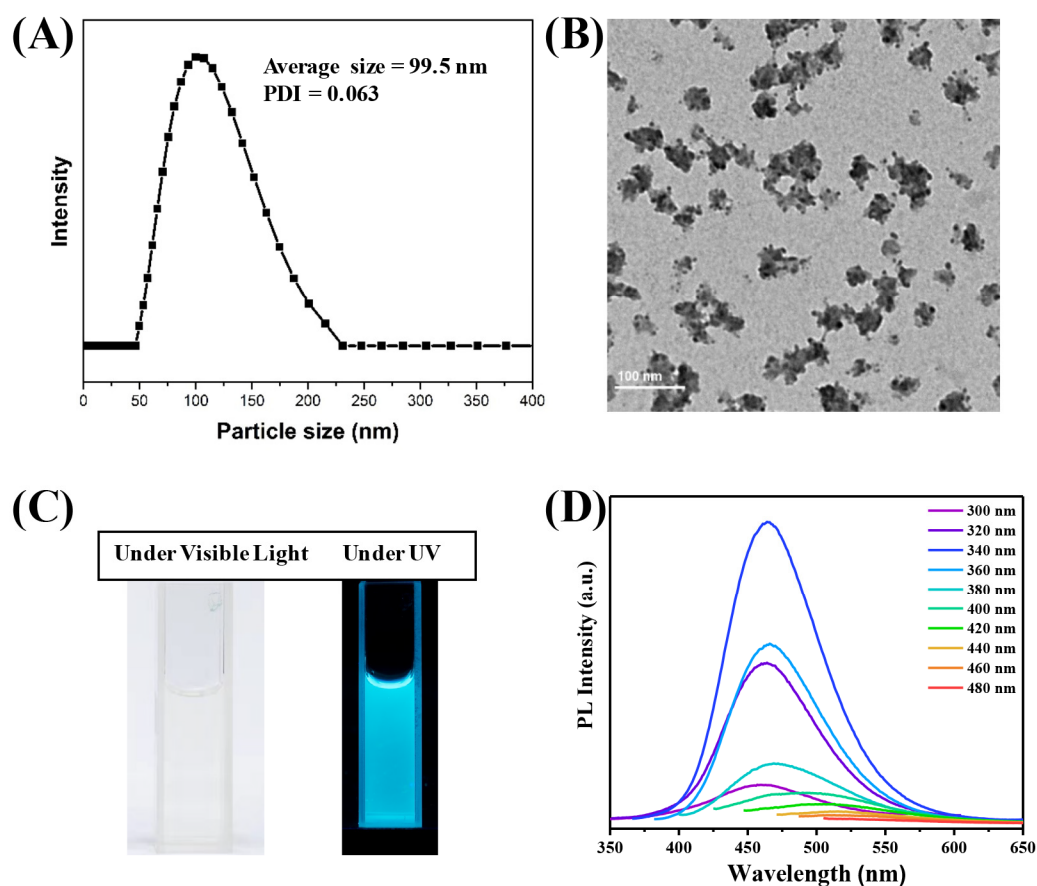 (A)
Average size = 99.5 nm
PDI = 0.063
Intensity
0 50 100 150 200 250 300 350 400
Particle size (nm)
(B)
100 nm
(C)
Under Visible Light Under UV
(D)
300 nm
320 nm
340 nm
360 nm
380 nm
400 nm
420 nm
440 nm
460 nm
480 nm
PL Intensity (a.u.)
350 400 450 500 550 600 650
Wavelength (nm)